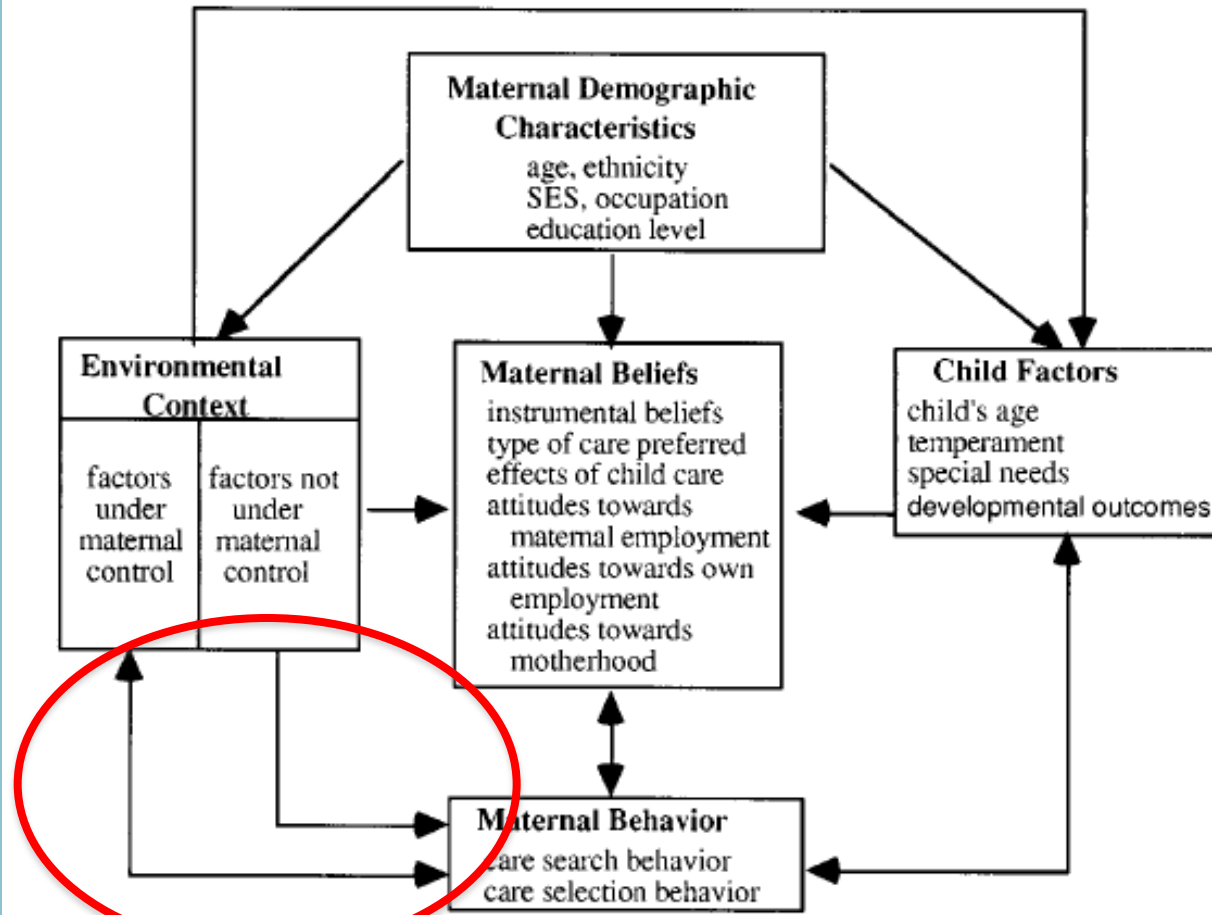 Maternal Demographic
Characteristics
age, ethnicity
SES, occupation
education level
Environmental
Context
factors
under
maternal
control
factors not
under
maternal
control
Maternal Beliefs
instrumental beliefs
type of care preferred
effects of child care
attitudes towards
maternal employment
attitudes towards own
employment
attitudes towards
motherhood
Child Factors
child's age
temperament
special needs
developmental outcomes
Maternal Behavior
care search behavior
care selection behavior